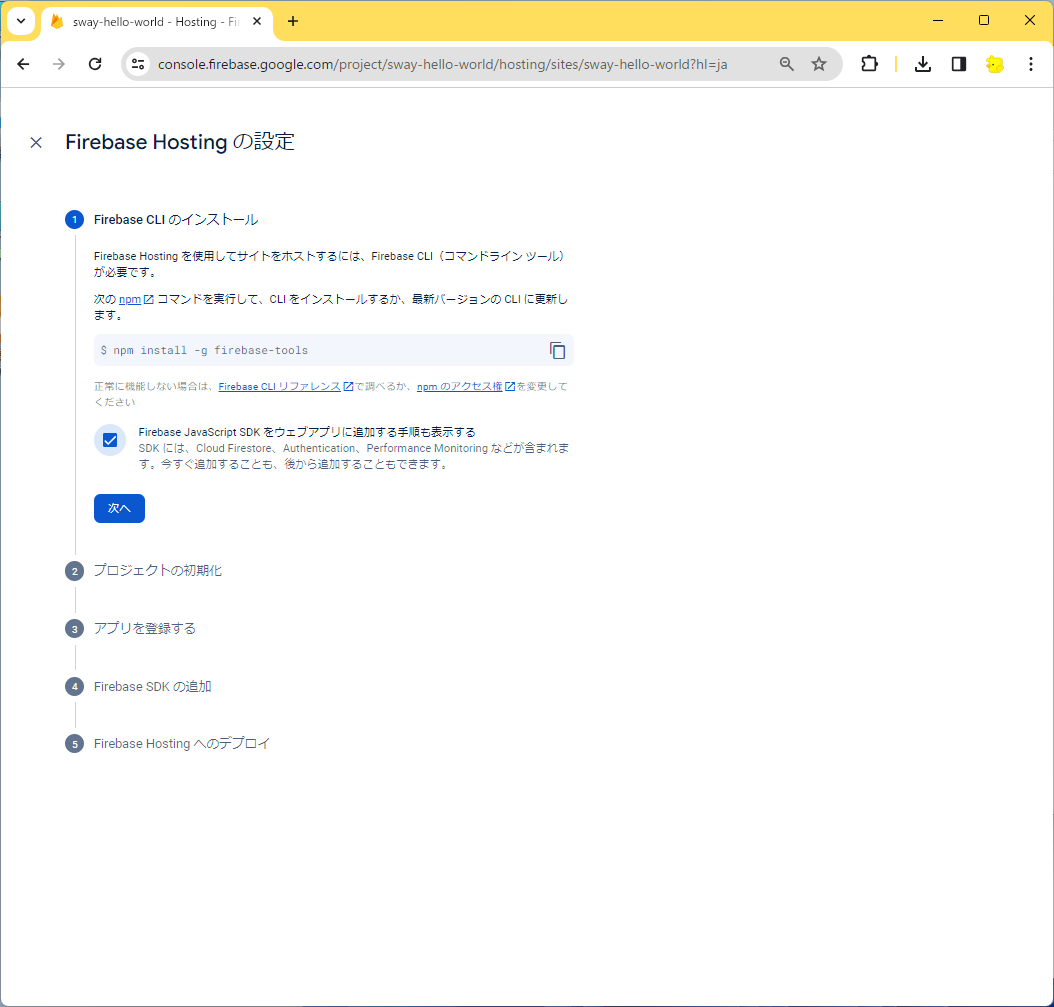 sway-hello-world - Hosting - Fi
console.firebase.google.com/project/sway-hello-world/hosting/sites/sway-hello-world?hl=ja
Firebase Hosting の設定
1 Firebase CLI のインストール
Firebase Hosting を使用してサイトをホストするには、Firebase CLI（コマンドライン ツール）
が必要です。
次の npm コマンドを実行して、CLI をインストールするか、最新バージョンの CLI に更新し
ます。
$ npm install -g firebase-tools
正常に機能しない場合は、Firebase CLI リファレンス で調べるか、npm のアクセス権 を変更して
ください
Firebase JavaScript SDK をウェブアプリに追加する手順も表示する
SDK には、Cloud Firestore、Authentication、Performance Monitoring などが含まれま
す。今すぐ追加することも、後から追加することもできます。
次へ
2 プロジェクトの初期化
3 アプリを登録する
4 Firebase SDK の追加
5 Firebase Hosting へのデプロイ